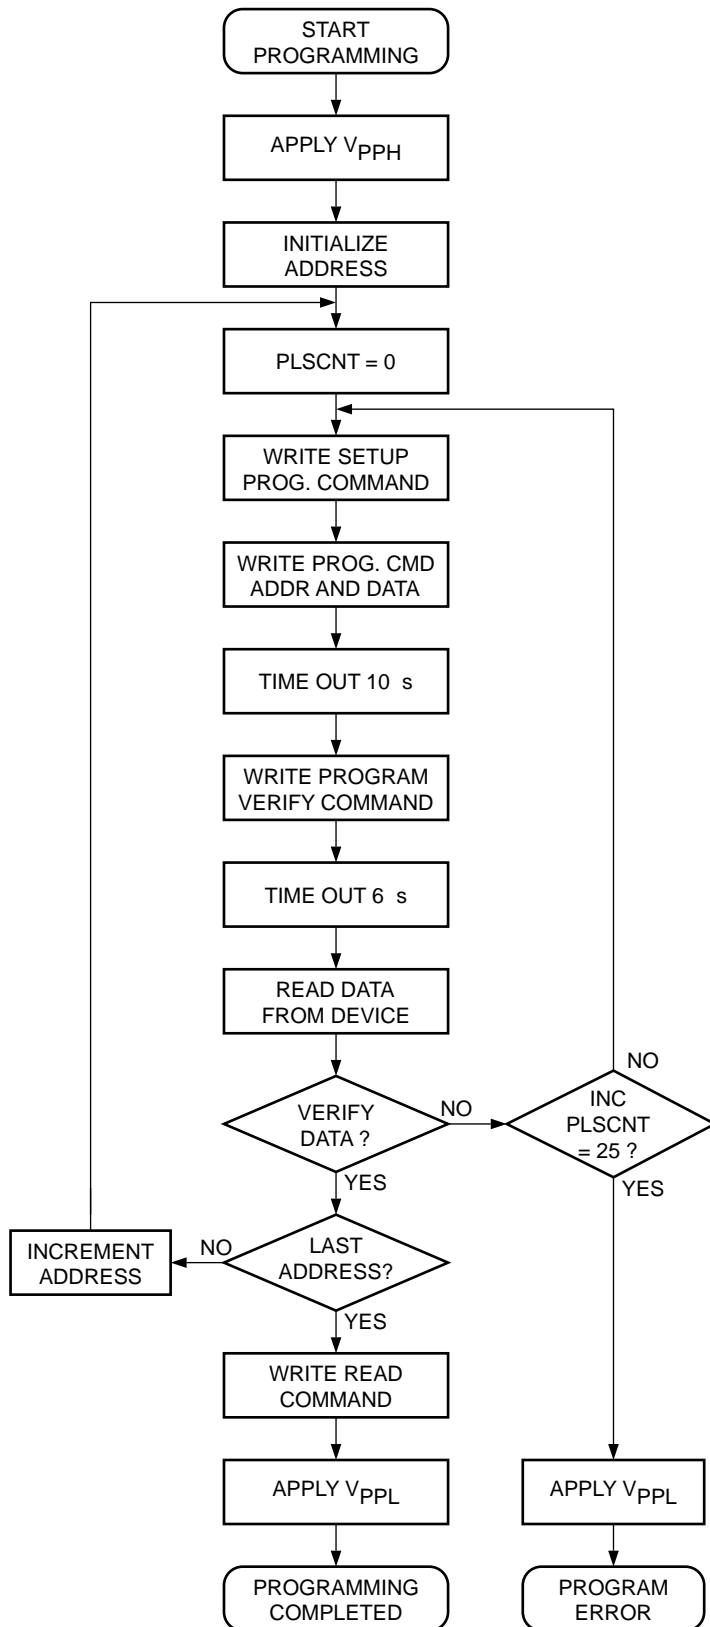 START
PROGRAMMING
APPLY VPPH
INITIALIZE
ADDRESS
PLSCNT = 0
WRITE SETUP
PROG. COMMAND
WRITE PROG. CMD
ADDR AND DATA
TIME OUT 10  s
WRITE PROGRAM
VERIFY COMMAND
TIME OUT 6  s
READ DATA
FROM DEVICE
VERIFY
DATA ?
NO
YES
INC
PLSCNT
= 25 ?
NO
YES
LAST
ADDRESS?
NO
YES
INCREMENT
ADDRESS
WRITE READ
COMMAND
APPLY VPPL
PROGRAMMING
COMPLETED
APPLY VPPL
PROGRAM
ERROR